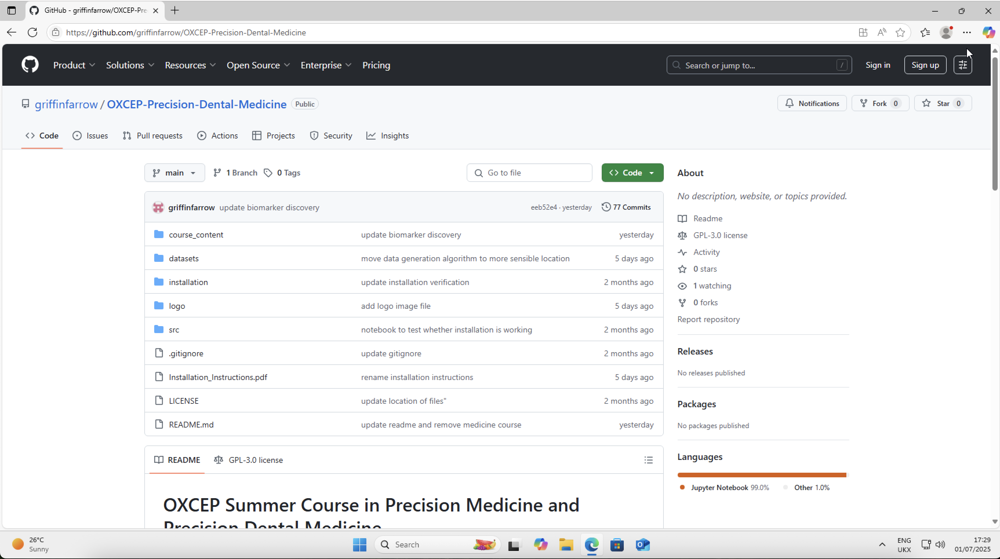 GitHub - griffinfarrow/OXCEP-Pre
https://github.com/griffinfarrow/OXCEP-Precision-Dental-Medicine
Product Solutions Resources Open Source Enterprise Pricing Search or jump to... / Sign in Sign up
griffinfarrow / OXCEP-Precision-Dental-Medicine Public Notifications Fork 0 Star 0
Code Issues Pull requests Actions Projects Security Insights
main 1 Branch 0 Tags Go to file Code
griffinfarrow update biomarker discovery eeb52e4 · yesterday 77 Commits
course_content update biomarker discovery yesterday
datasets move data generation algorithm to more sensible location 5 days ago
installation update installation verification 2 months ago
logo add logo image file 5 days ago
src notebook to test whether installation is working 2 months ago
.gitignore update gitignore 2 months ago
Installation_Instructions.pdf rename installation instructions 5 days ago
LICENSE update location of files" 2 months ago
README.md update readme and remove medicine course yesterday
README GPL-3.0 license
OXCEP Summer Course in Precision Medicine and
Precision Dental Medicine
About
No description, website, or topics provided.
Readme
GPL-3.0 license
Activity
0 stars
1 watching
0 forks
Report repository
Releases
No releases published
Packages
No packages published
Languages
Jupyter Notebook 99.0% Other 1.0%
26°C
Sunny
Search
ENG
UKX
17:29
01/07/2025